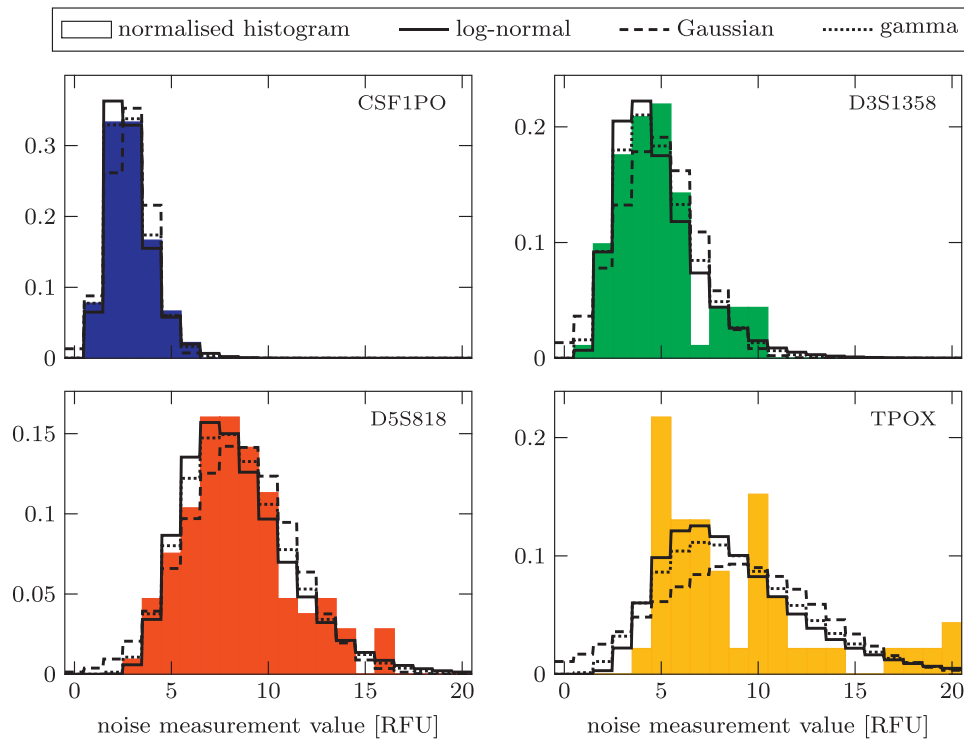 normalised histogram log-normal Gaussian gamma
CSF1PO
0.3
0.2
0.1
0
D3S1358
0.2
0.1
0
D5S818
0.15
0.1
0.05
0
0 5 10 15 20
noise measurement value [RFU]
TPOX
0.2
0.1
0
0 5 10 15 20
noise measurement value [RFU]